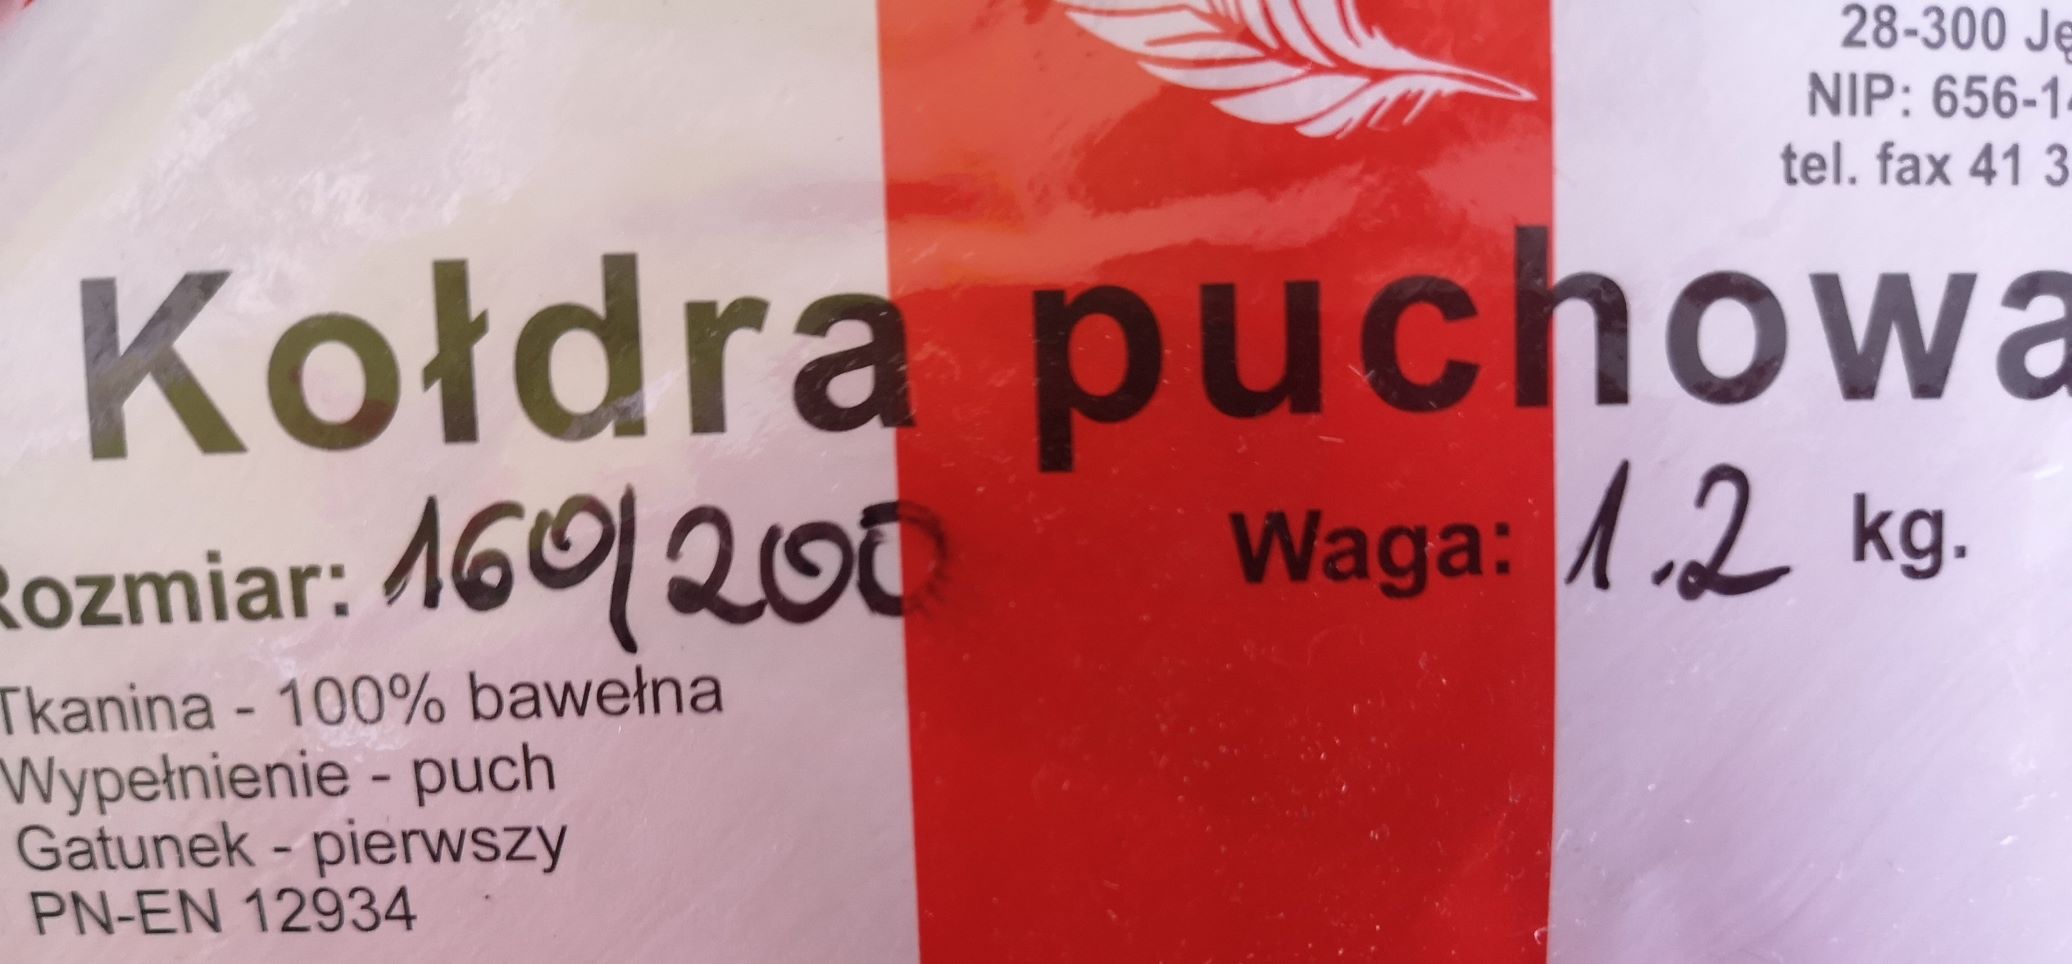 28-300 Ję
NIP: 656-14
tel. fax 41 3
Kołdra puchowa
Rozmiar: 160/200 Waga: 1.2 kg.
Tkanina - 100% bawełna
Wypełnienie - puch
Gatunek - pierwszy
PN-EN 12934